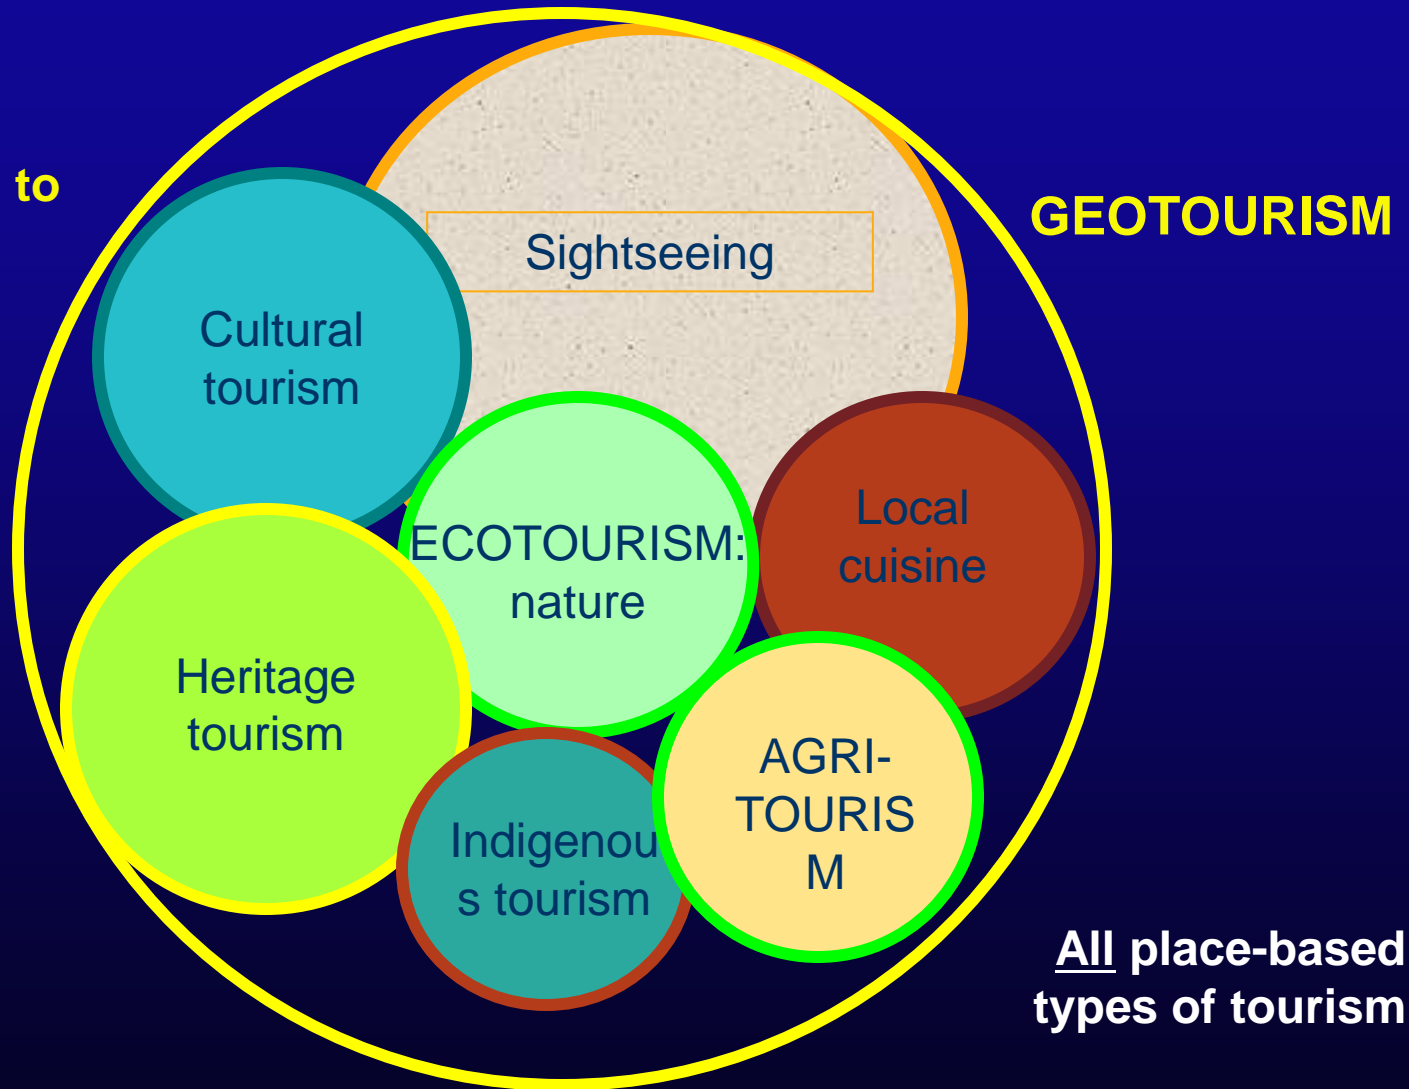 to
GEOTOURISM
Sightseeing
Cultural
tourism
ECOTOURISM:
nature
Local
cuisine
Heritage
tourism
Indigenou
s tourism
AGRI-
TOURIS
M
All place-based
types of tourism